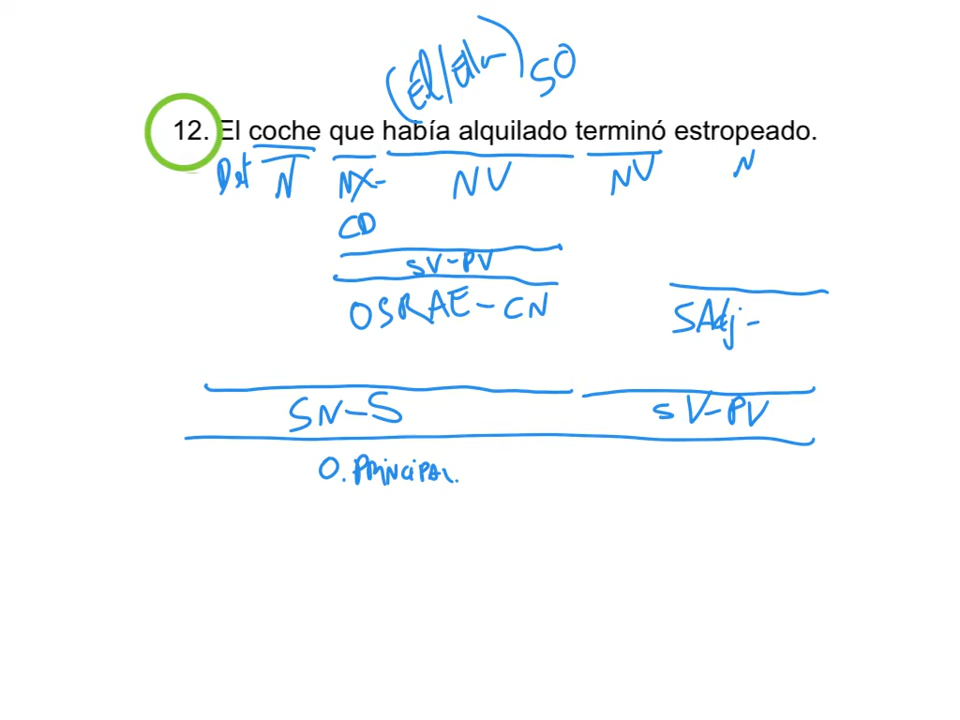 (Él/Ella) SO
12. El coche que había alquilado terminó estropeado.
Det N NX- NV NV N
CD
SV-PV
OSRAE-CN SAdj-
SN-S SV-PV
O. PRINCIPAL.